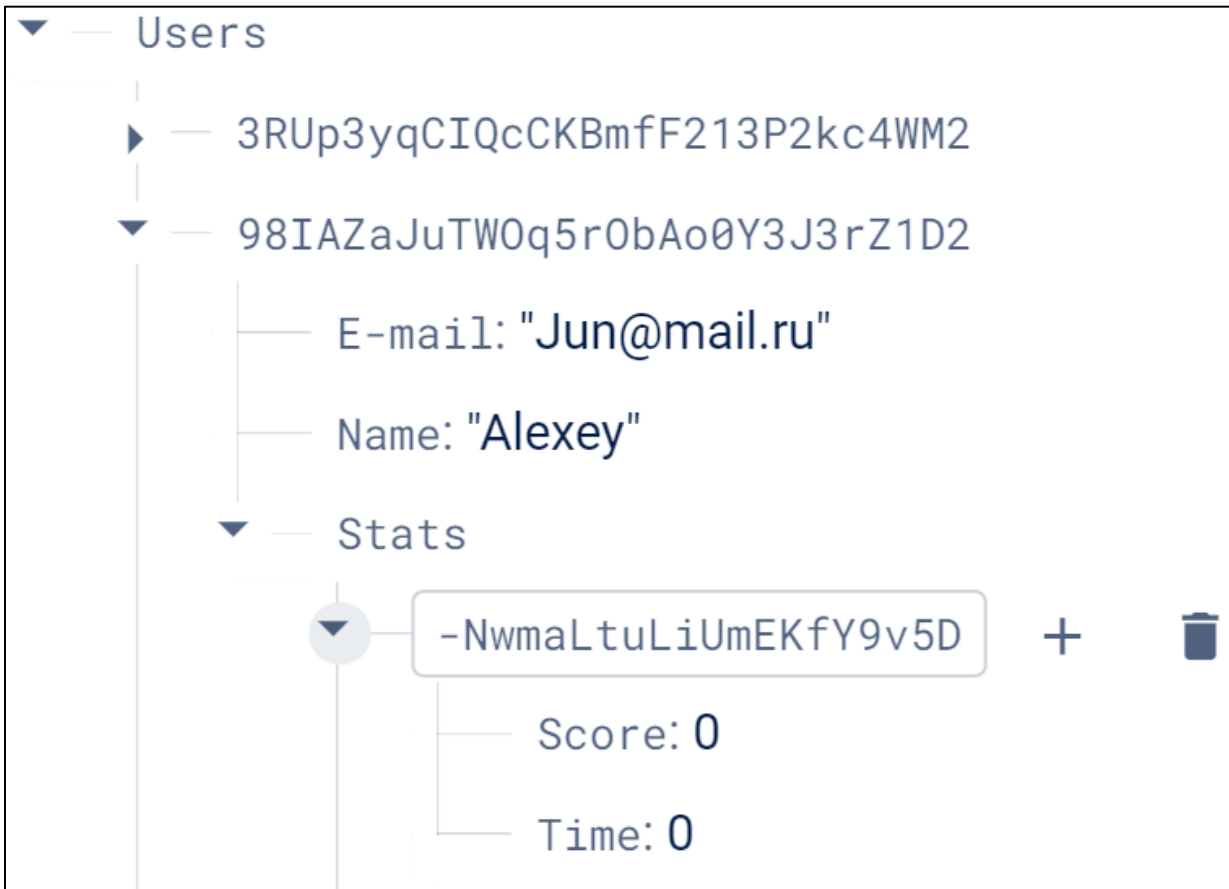 Users
3RUp3yqCIQcCKBmfF213P2kc4WM2
98IAZaJuTWOq5rObAo0Y3J3rZ1D2
E-mail: "Jun@mail.ru"
Name: "Alexey"
Stats
-NwmaLtuLiUmEKfY9v5D
Score: 0
Time: 0